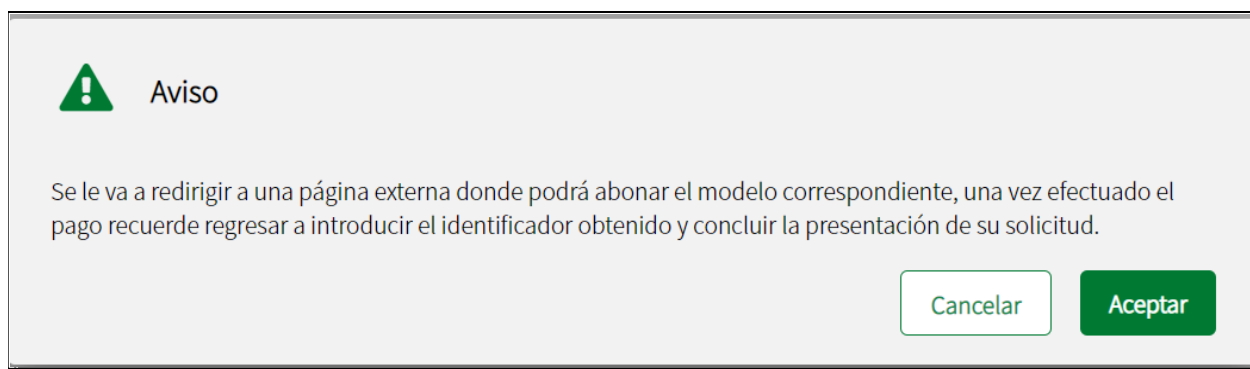 Aviso
Se le va a redirigir a una página externa donde podrá abonar el modelo correspondiente, una vez efectuado el
pago recuerde regresar a introducir el identificador obtenido y concluir la presentación de su solicitud.
Cancelar
Aceptar